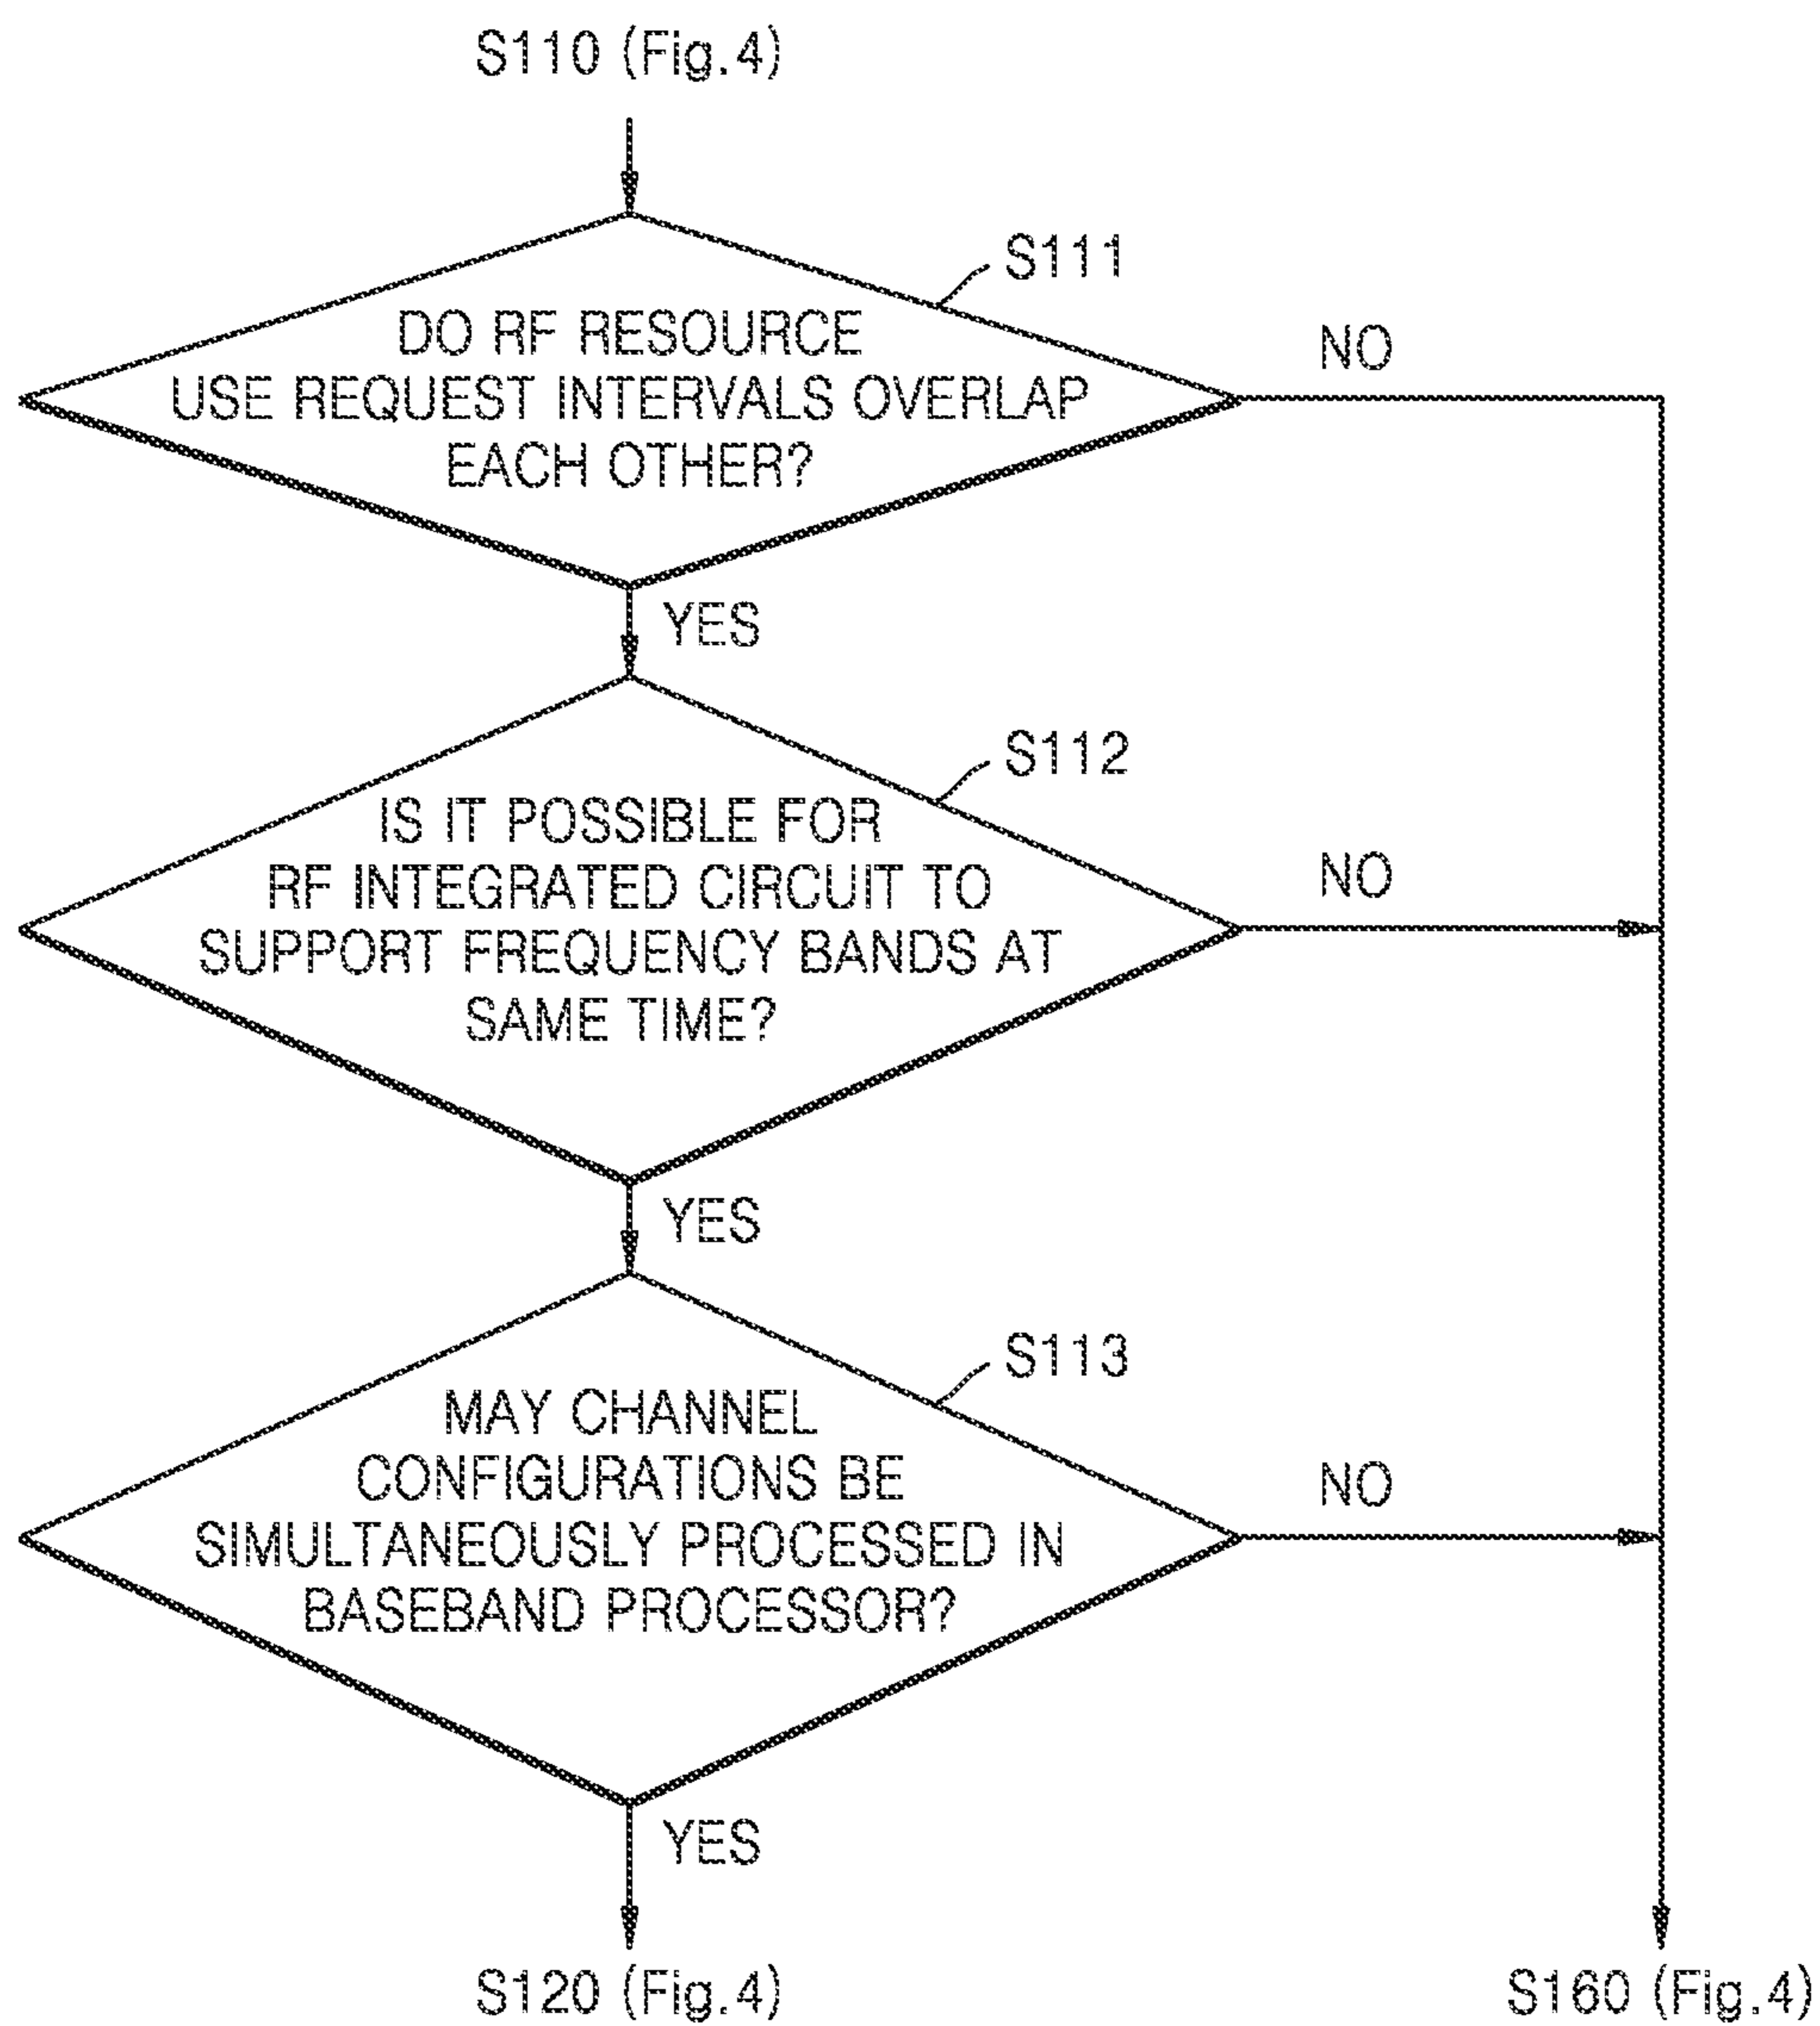 S110 (Fig.4)
S111
DO RF RESOURCE
USE REQUEST INTERVALS OVERLAP
EACH OTHER?
NO
YES
S112
IS IT POSSIBLE FOR
RF INTEGRATED CIRCUIT TO
SUPPORT FREQUENCY BANDS AT
SAME TIME?
NO
YES
S113
MAY CHANNEL
CONFIGURATIONS BE
SIMULTANEOUSLY PROCESSED IN
BASEBAND PROCESSOR?
NO
YES
S120 (Fig.4)
S160 (Fig.4)